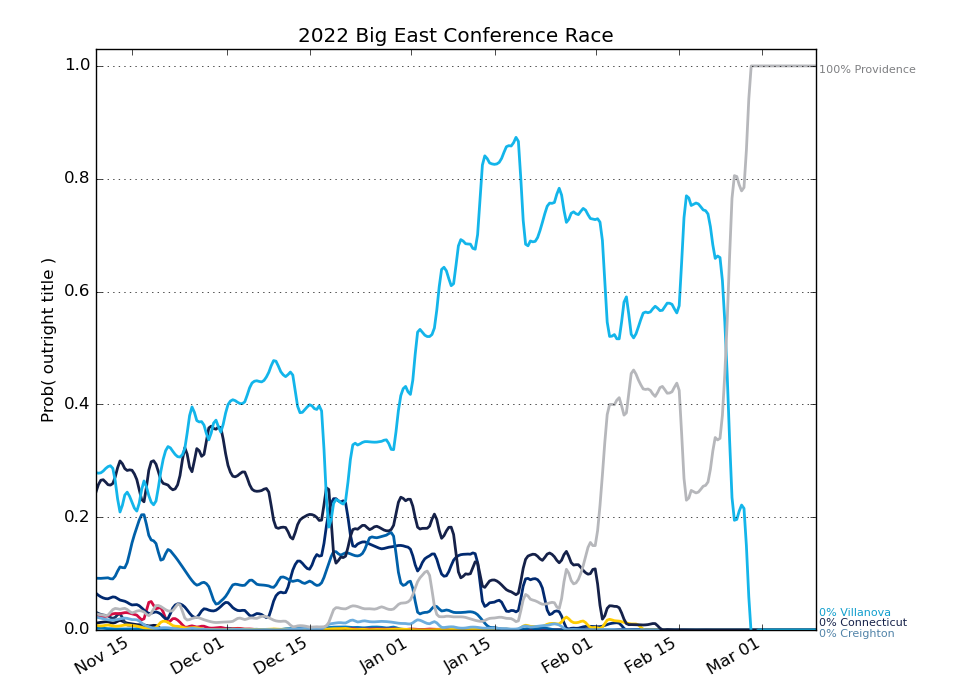 2022 Big East Conference Race
1.0
100% Providence
0.8
0.6
Prob( outright title )
0.4
0.2
0% Villanova
0% Connecticut
0.0
0% Creighton
Nov 15
Dec 01
Dec 15
Jan 01
Jan 15
Feb 01
Feb 15
Mar 01